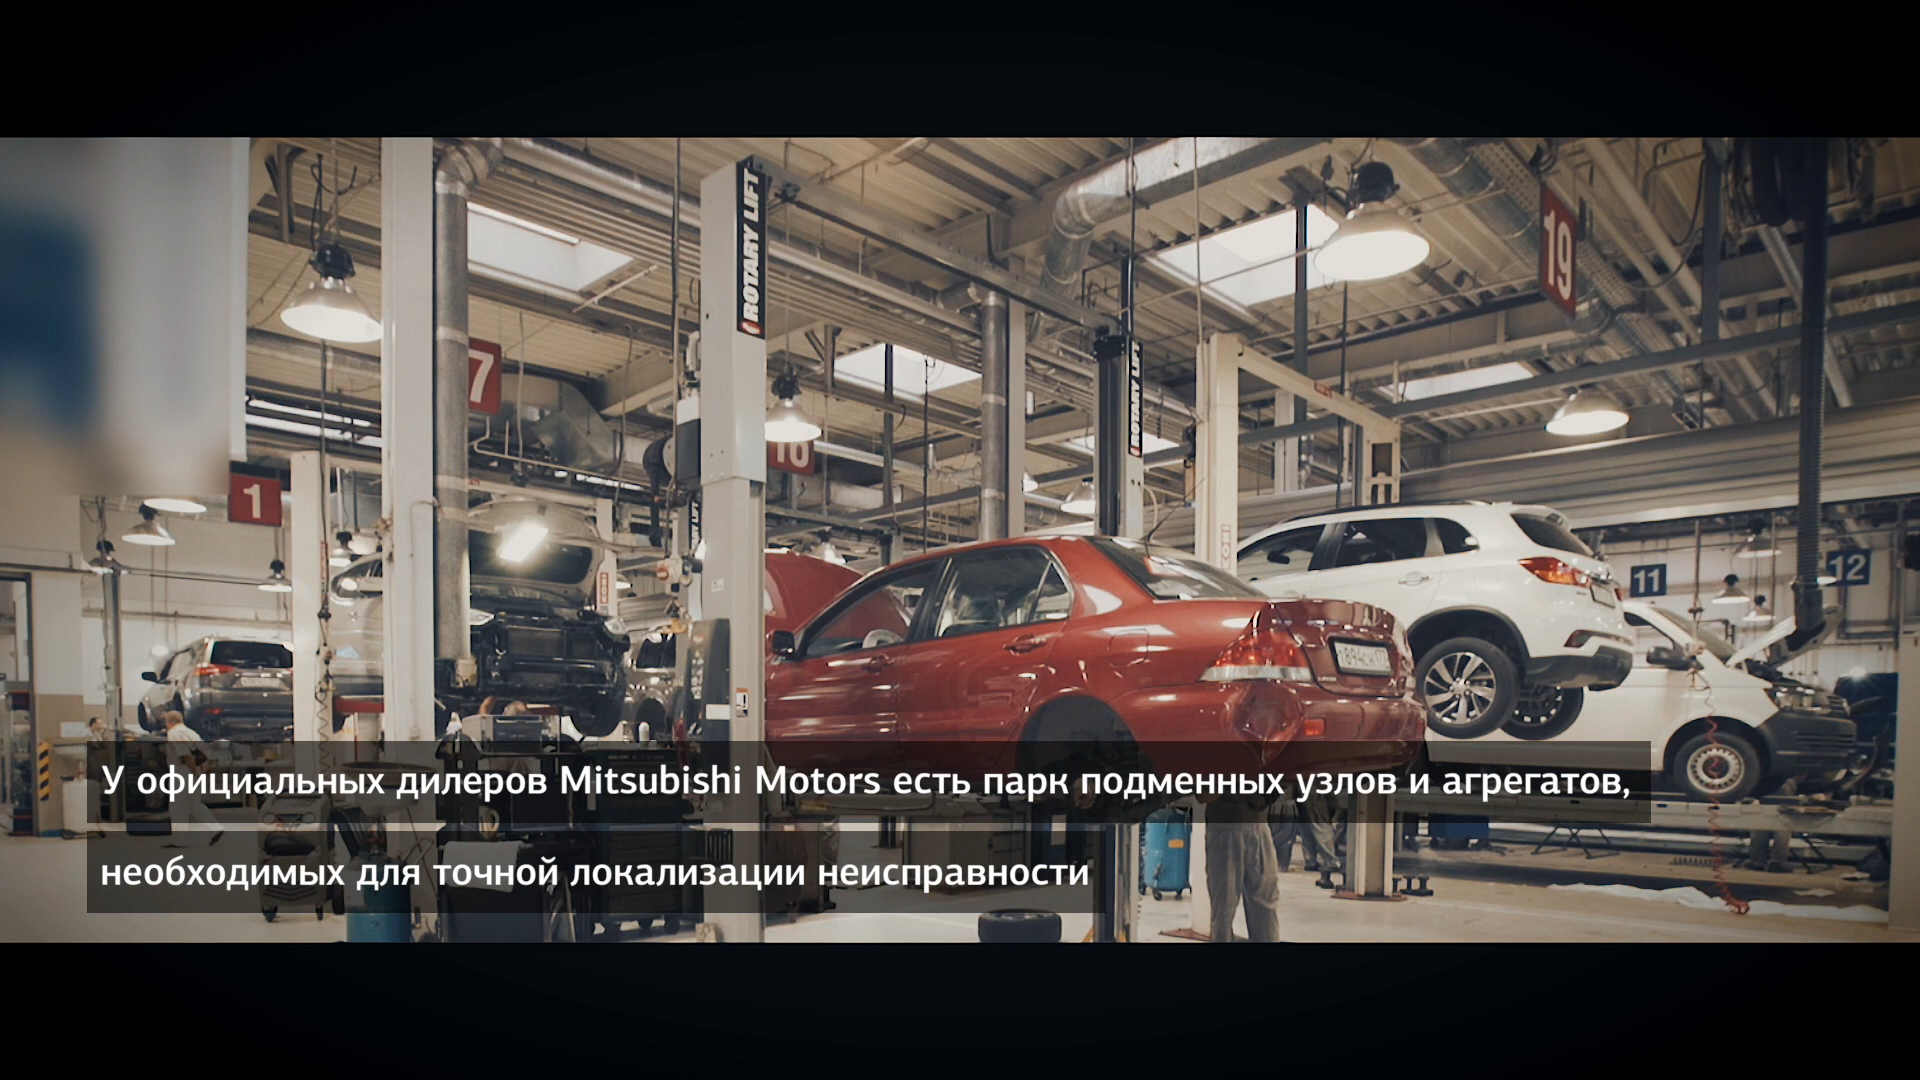 ROTARY LIFT
19
7
ROTARY LIFT
10
1
11
12
У официальных дилеров Mitsubishi Motors есть парк подменных узлов и агрегатов,
необходимых для точной локализации неисправности